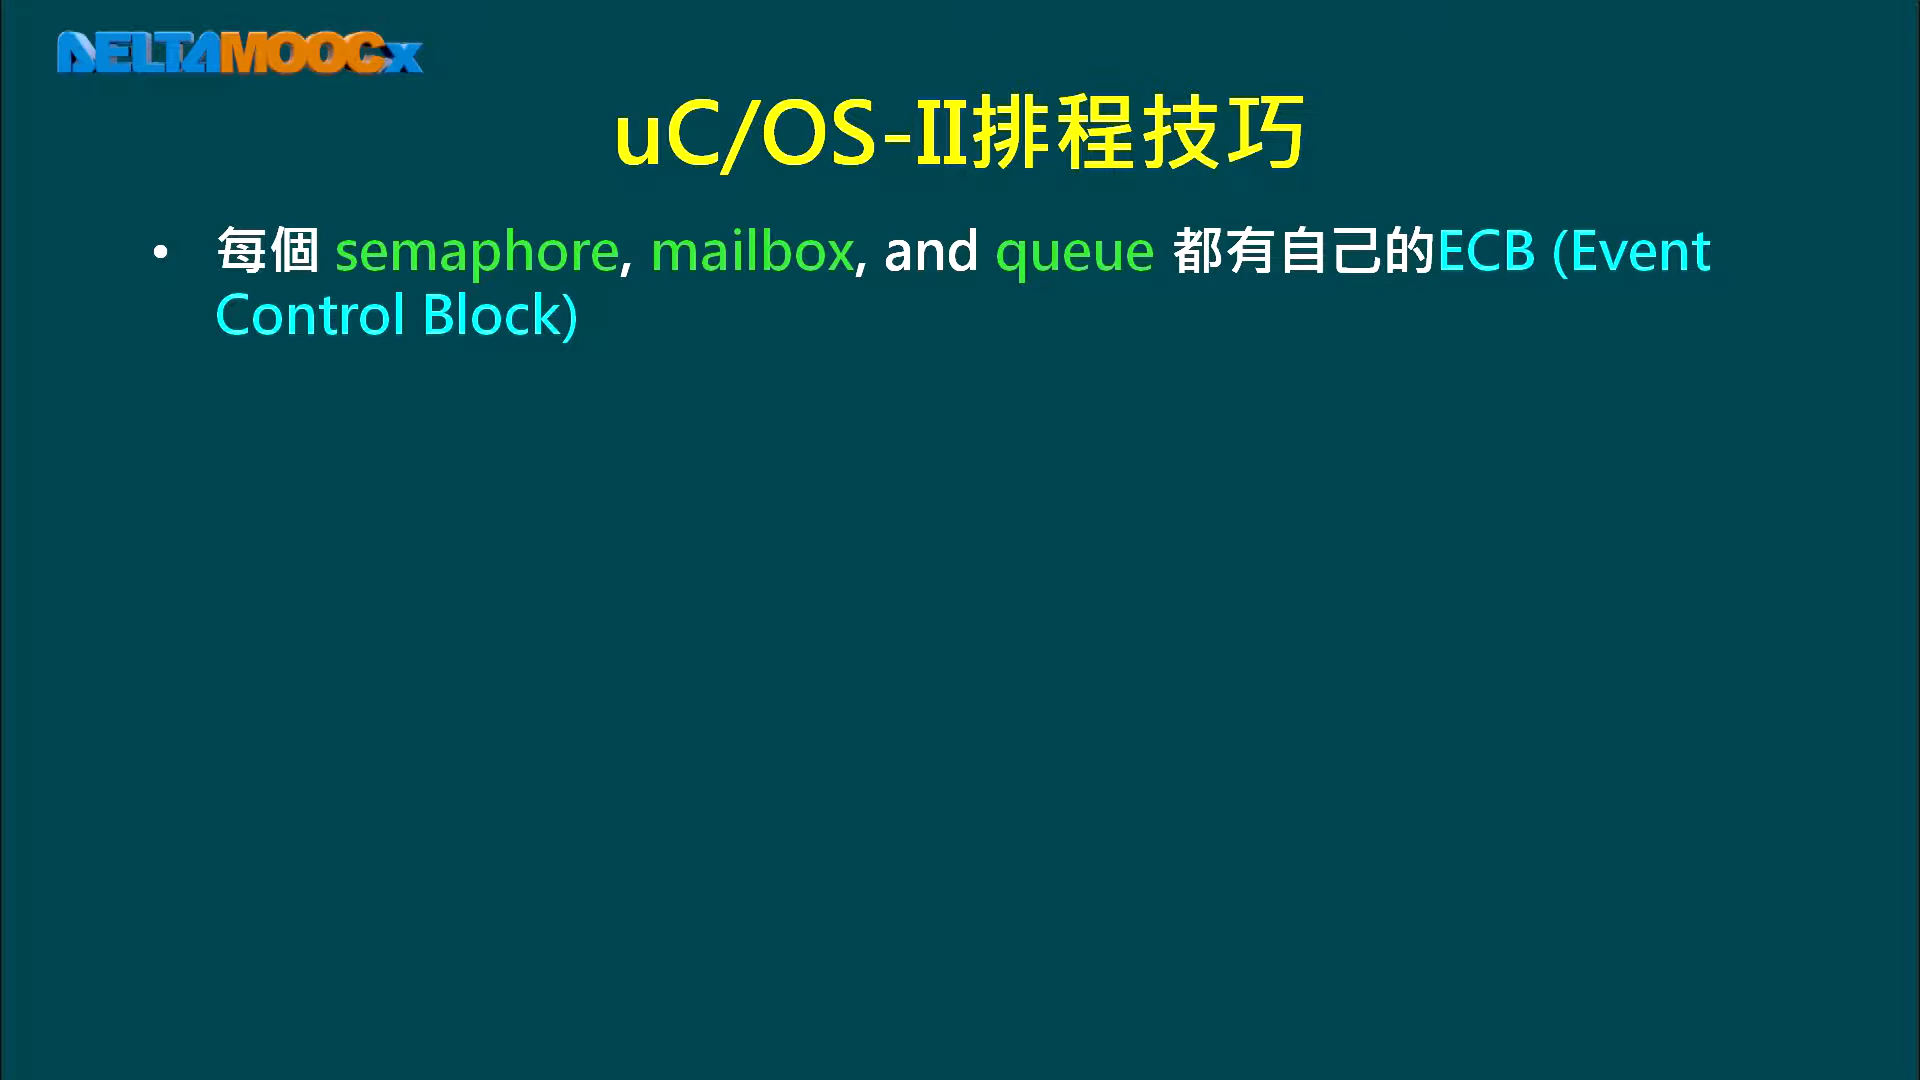 DELTAMOOCx
uC/OS-II排程技巧
• 每個 semaphore, mailbox, and queue 都有自己的ECB (Event
Control Block)